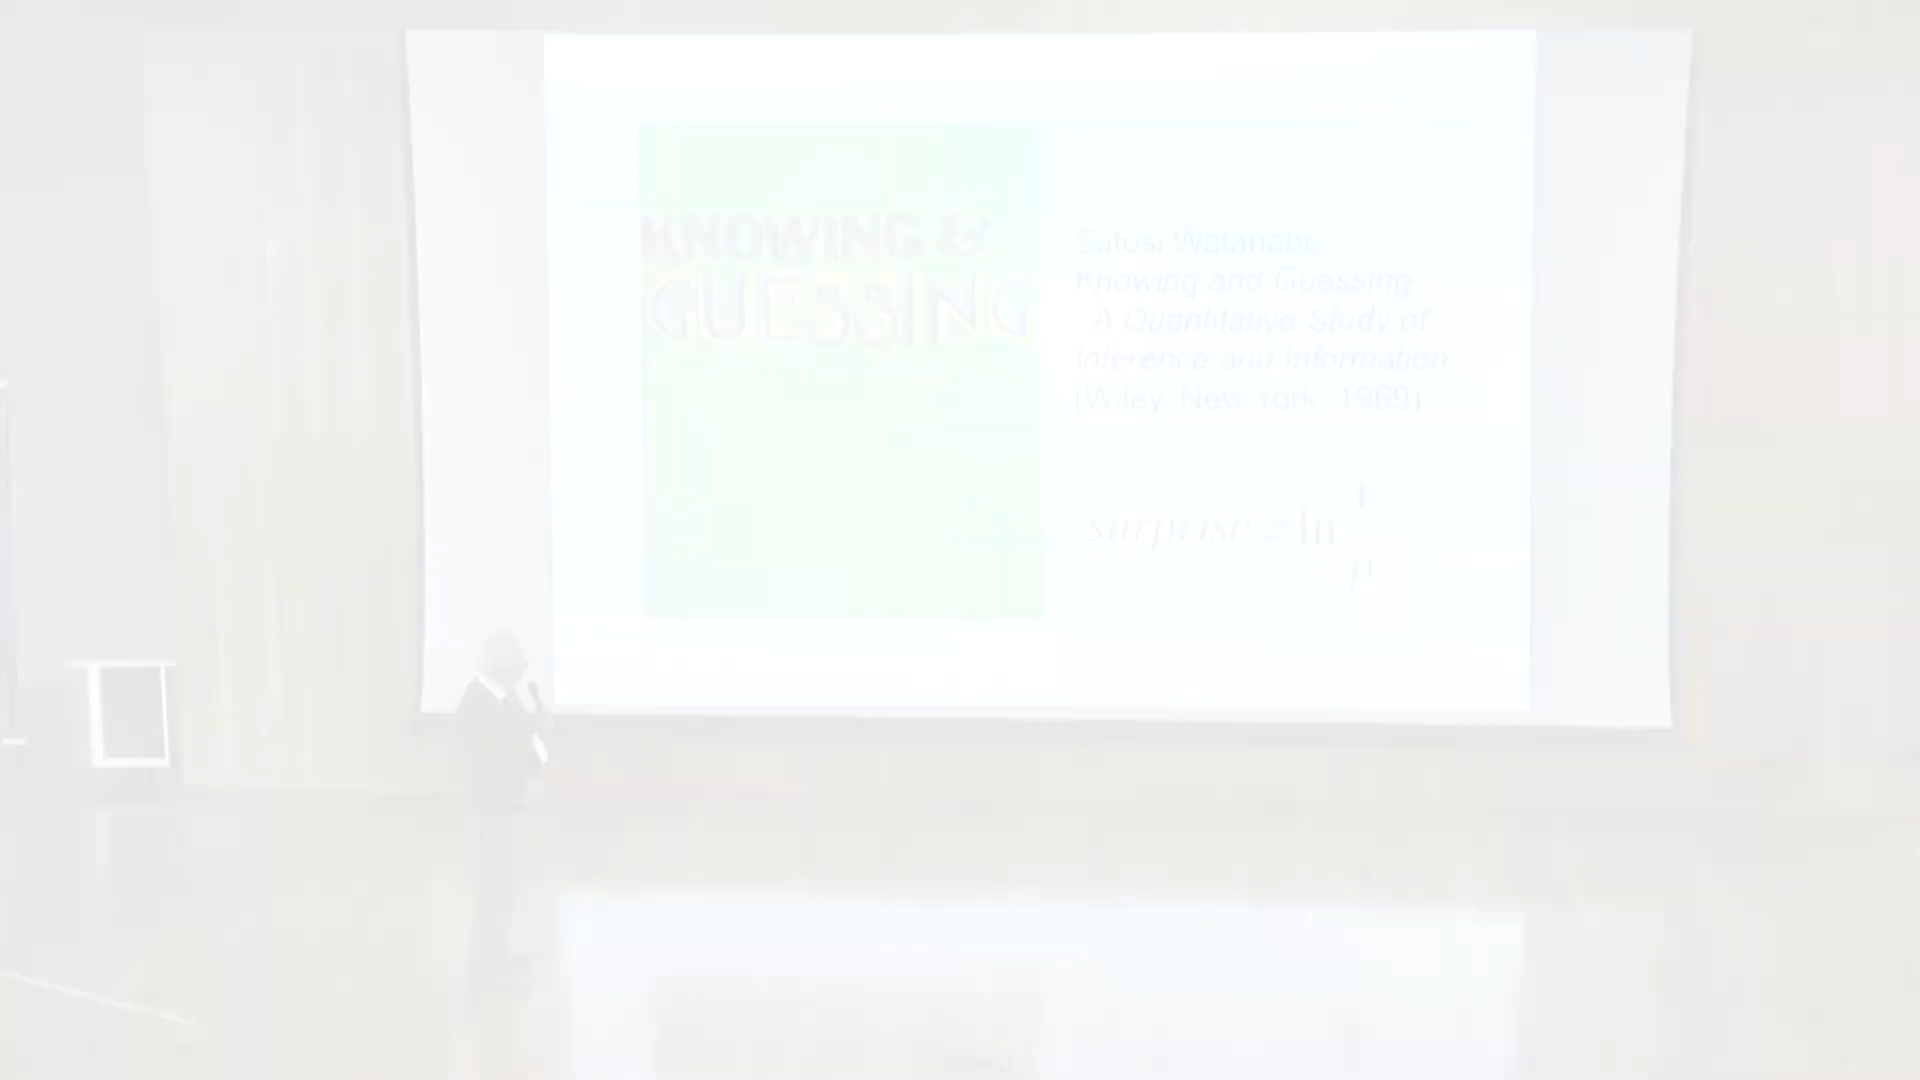 KNOWING &
GUESSING
Satosi Watanabe
Knowing and Guessing
A Quantitative Study of
Inference and Information
(Wiley, New York, 1969)
surprise ≡ ln 1/p